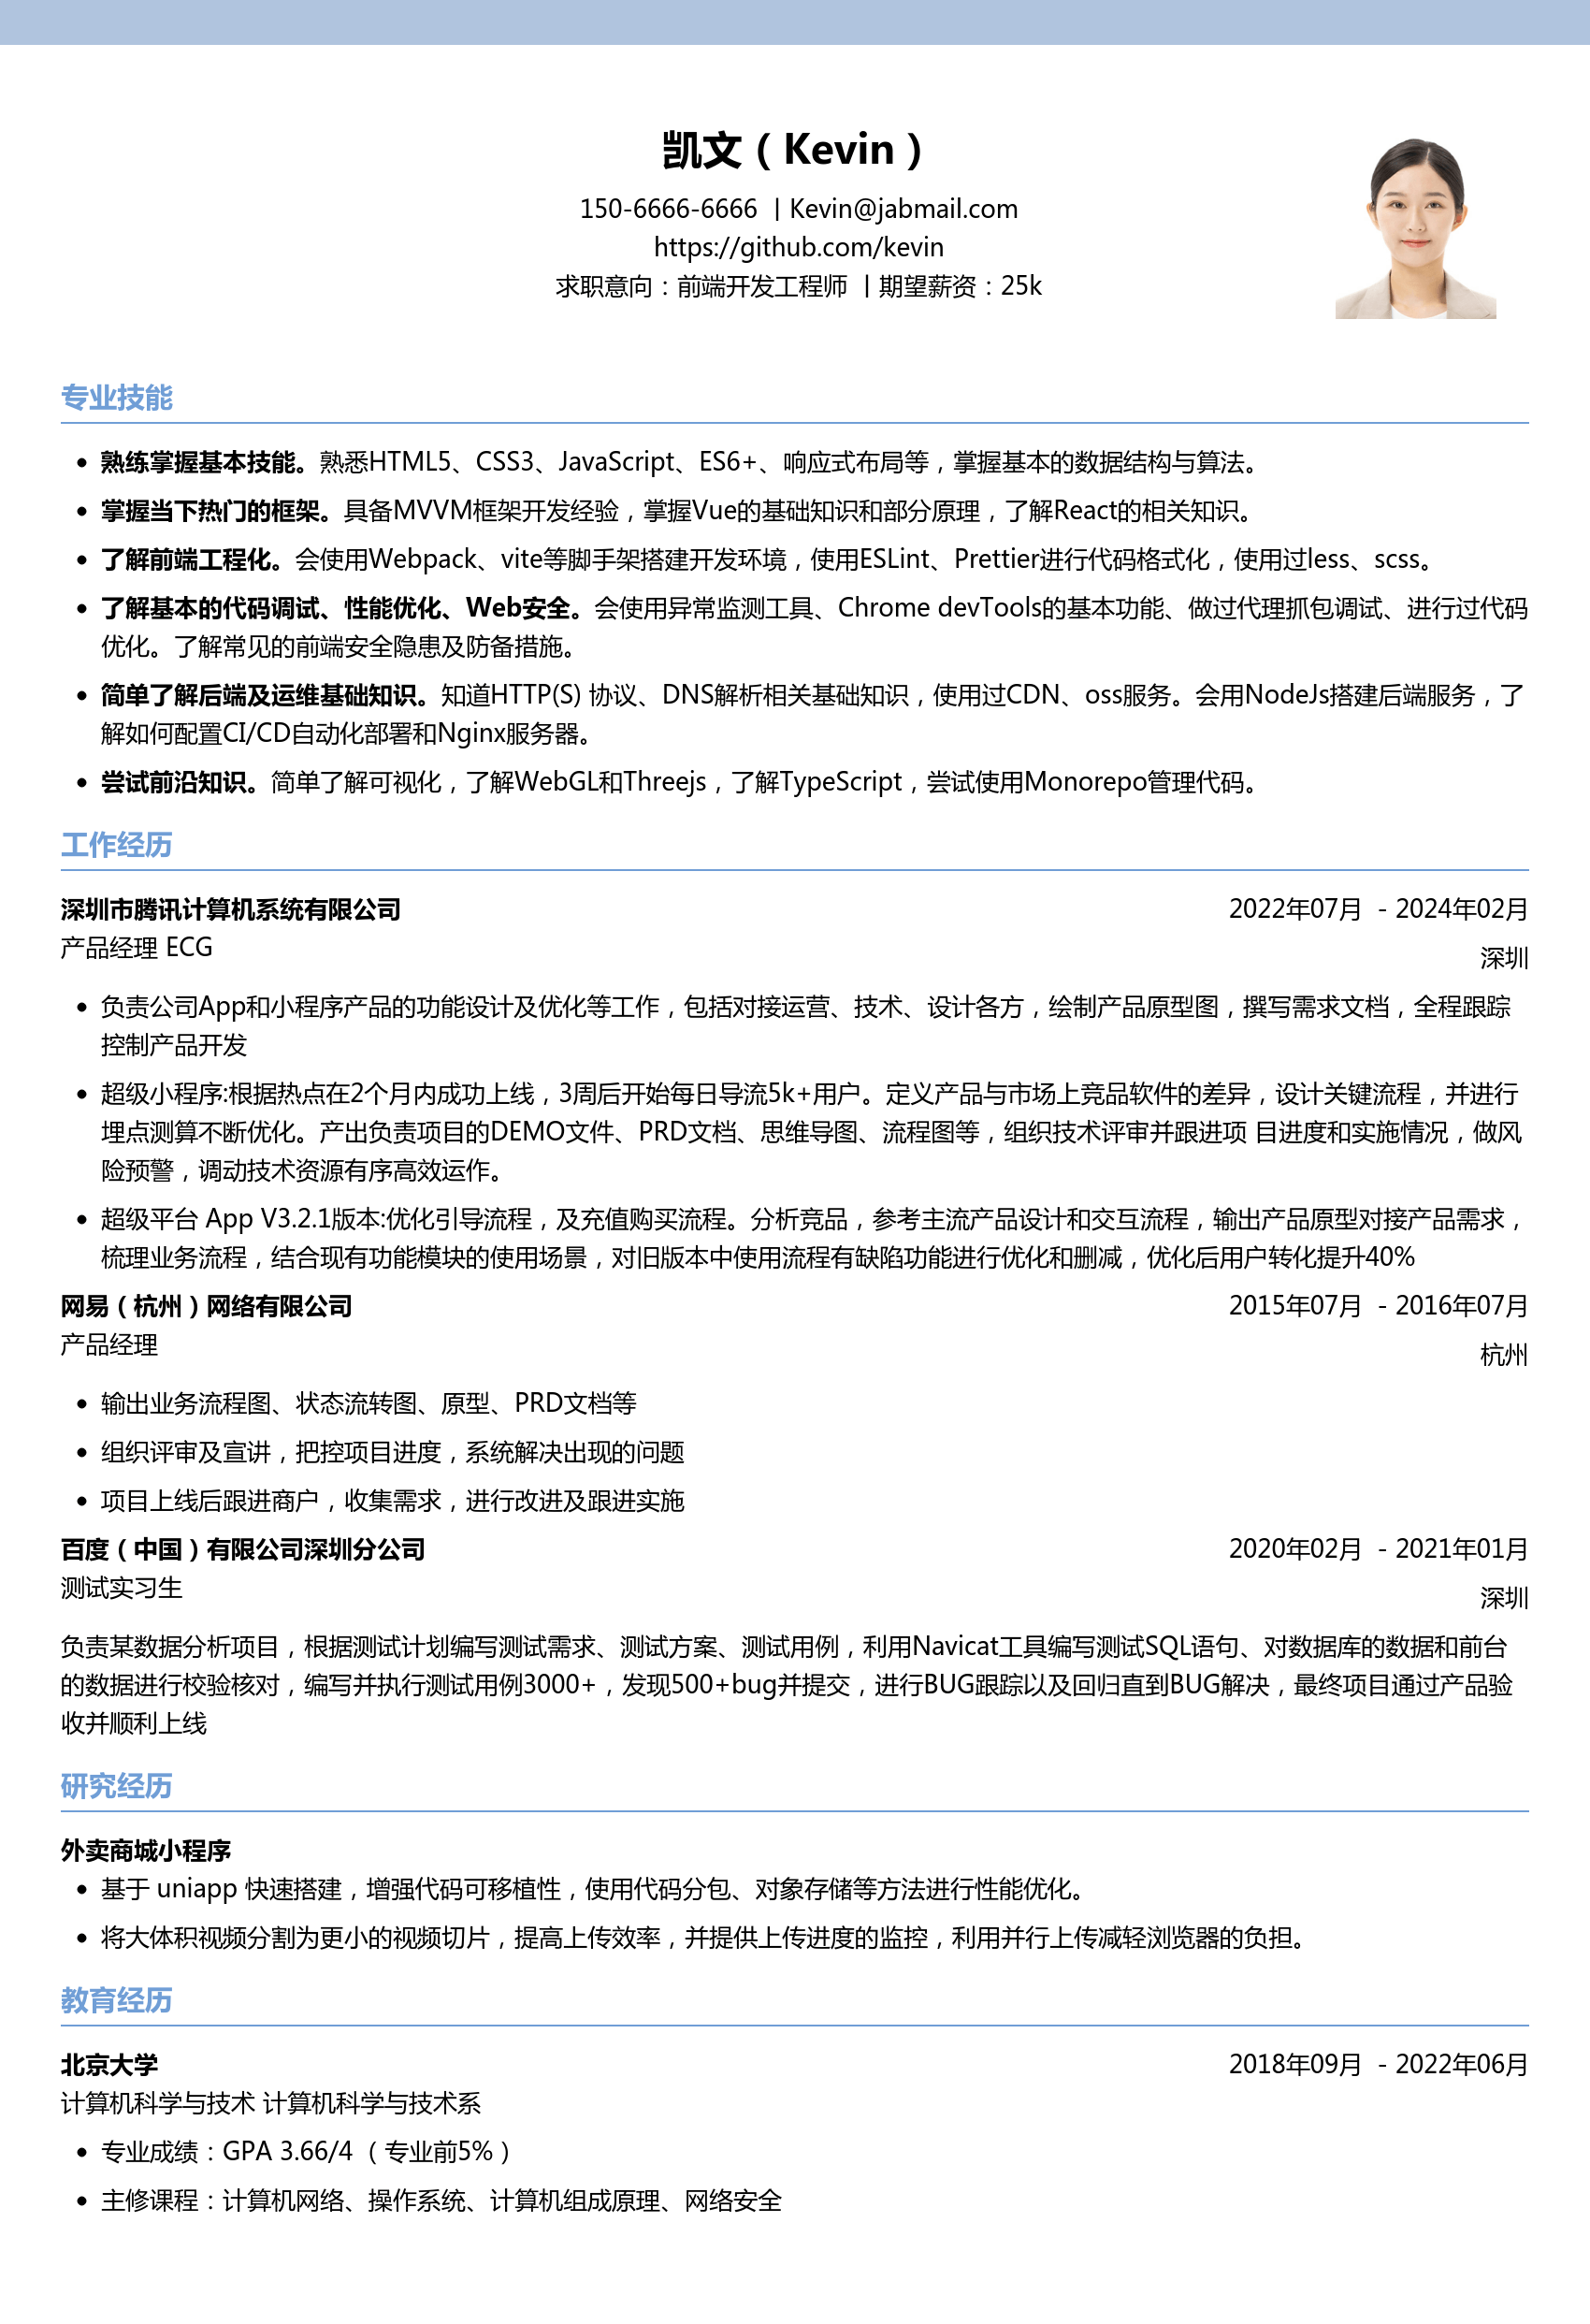 凯文（Kevin）
150-6666-6666 | Kevin@jabmail.com
https://github.com/kevin
求职意向：前端开发工程师 | 期望薪资：25k
专业技能
• 熟练掌握基本技能。熟悉HTML5、CSS3、JavaScript、ES6+、响应式布局等，掌握基本的数据结构与算法。
• 掌握当下热门的框架。具备MVVM框架开发经验，掌握Vue的基础知识和部分原理，了解React的相关知识。
• 了解前端工程化。会使用Webpack、vite等脚手架搭建开发环境，使用ESLint、Prettier进行代码格式化，使用过less、scss。
• 了解基本的代码调试、性能优化、Web安全。会使用异常监测工具、Chrome devTools的基本功能、做过代理抓包调试、进行过代码
优化。了解常见的前端安全隐患及防备措施。
• 简单了解后端及运维基础知识。知道HTTP(S) 协议、DNS解析相关基础知识，使用过CDN、oss服务。会用NodeJs搭建后端服务，了
解如何配置CI/CD自动化部署和Nginx服务器。
• 尝试前沿知识。简单了解可视化，了解WebGL和Threejs，了解TypeScript，尝试使用Monorepo管理代码。
工作经历
深圳市腾讯计算机系统有限公司 2022年07月 - 2024年02月
产品经理 ECG 深圳
• 负责公司App和小程序产品的功能设计及优化等工作，包括对接运营、技术、设计各方，绘制产品原型图，撰写需求文档，全程跟踪
控制产品开发
• 超级小程序:根据热点在2个月内成功上线，3周后开始每日导流5k+用户。定义产品与市场上竞品软件的差异，设计关键流程，并进行
埋点测算不断优化。产出负责项目的DEMO文件、PRD文档、思维导图、流程图等，组织技术评审并跟进项 目进度和实施情况，做风
险预警，调动技术资源有序高效运作。
• 超级平台 App V3.2.1版本:优化引导流程，及充值购买流程。分析竞品，参考主流产品设计和交互流程，输出产品原型对接产品需求，
梳理业务流程，结合现有功能模块的使用场景，对旧版本中使用流程有缺陷功能进行优化和删减，优化后用户转化提升40%
网易（杭州）网络有限公司 2015年07月 - 2016年07月
产品经理 杭州
• 输出业务流程图、状态流转图、原型、PRD文档等
• 组织评审及宣讲，把控项目进度，系统解决出现的问题
• 项目上线后跟进商户，收集需求，进行改进及跟进实施
百度（中国）有限公司深圳分公司 2020年02月 - 2021年01月
测试实习生 深圳
负责某数据分析项目，根据测试计划编写测试需求、测试方案、测试用例，利用Navicat工具编写测试SQL语句、对数据库的数据和前台
的数据进行校验核对，编写并执行测试用例3000+，发现500+bug并提交，进行BUG跟踪以及回归直到BUG解决，最终项目通过产品验
收并顺利上线
研究经历
外卖商城小程序
• 基于 uniapp 快速搭建，增强代码可移植性，使用代码分包、对象存储等方法进行性能优化。
• 将大体积视频分割为更小的视频切片，提高上传效率，并提供上传进度的监控，利用并行上传减轻浏览器的负担。
教育经历
北京大学 2018年09月 - 2022年06月
计算机科学与技术 计算机科学与技术系
• 专业成绩：GPA 3.66/4 （专业前5%）
• 主修课程：计算机网络、操作系统、计算机组成原理、网络安全